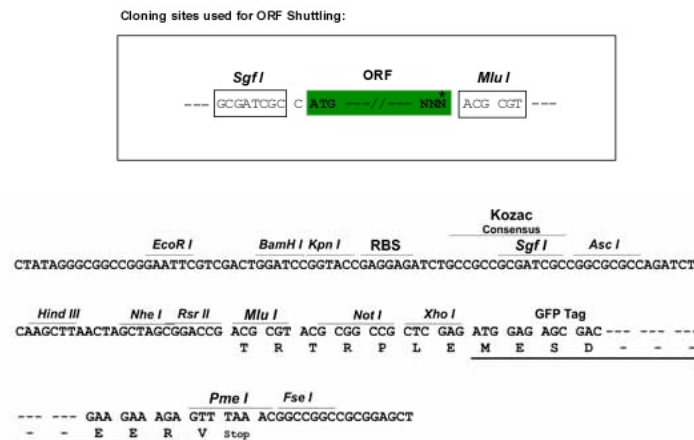 Cloning sites used for ORF Shuttling:
Sgf I ORF Mlu I
--- GCGATCGC C ATG ---//--- NNN* ACG CGT ---
Kozac
Consensus
EcoR I BamH I Kpn I RBS Sgf I Asc I
CTATAGGGCGGCCGGGAATTCGTCGACTGGATCCGGTACCGAGGAGATCTGCCGCCGCGATCGCCGGCGCGCCAGATCT
Hind III Nhe I Rsr II Mlu I Not I Xho I GFP Tag
CAAGCTTAACTAGCTAGCGGACCG ACG CGT ACG CGG CCG CTC GAG ATG GAG AGC GAC--- --- ---
T R T R P L E M E S D - - -
Pme I Fse I
--- --- GAA GAA AGA GTT TAA ACGGCCGGCCGCGGAGCT
- - E E R V Stop